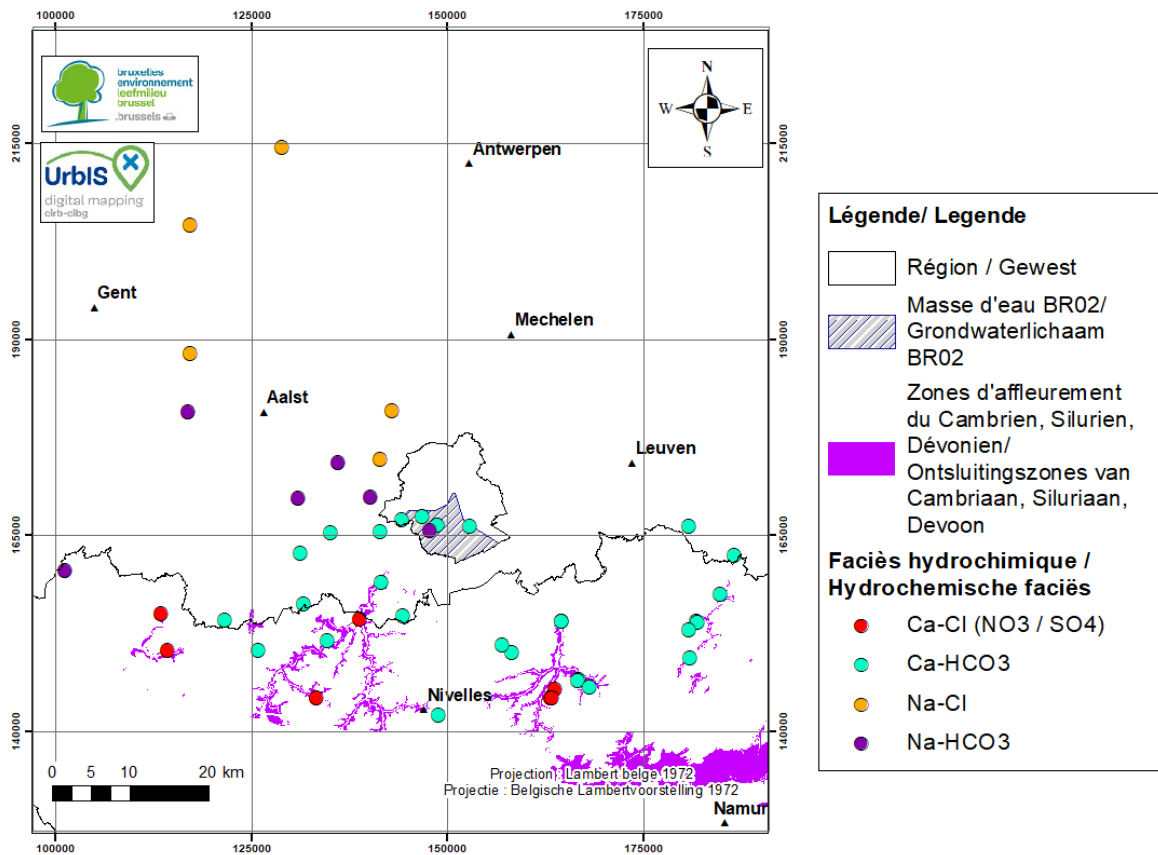 100000
125000
150000
175000
bruxelles
environnement
leefmilieu
brussel
.brussels
UrbIS
digital mapping
cirb-cibg
N
W
E
S
215000
215000
Antwerpen
Gent
Mechelen
190000
190000
Aalst
Leuven
165000
165000
Nivelles
140000
140000
0 5 10 20 km
Projection : Lambert belge 1972
Projectie : Belgische Lambertvoorstelling 1972
Namur
100000
125000
150000
175000
Légende/ Legende
Région / Gewest
Masse d'eau BR02/
Grondwaterlichaam
BR02
Zones d'affleurement
du Cambrien, Silurien,
Dévonien/
Ontsluitingszones van
Cambriaan, Siluriaan,
Devoon
Faciès hydrochimique /
Hydrochemische faciës
Ca-Cl (NO3 / SO4)
Ca-HCO3
Na-Cl
Na-HCO3